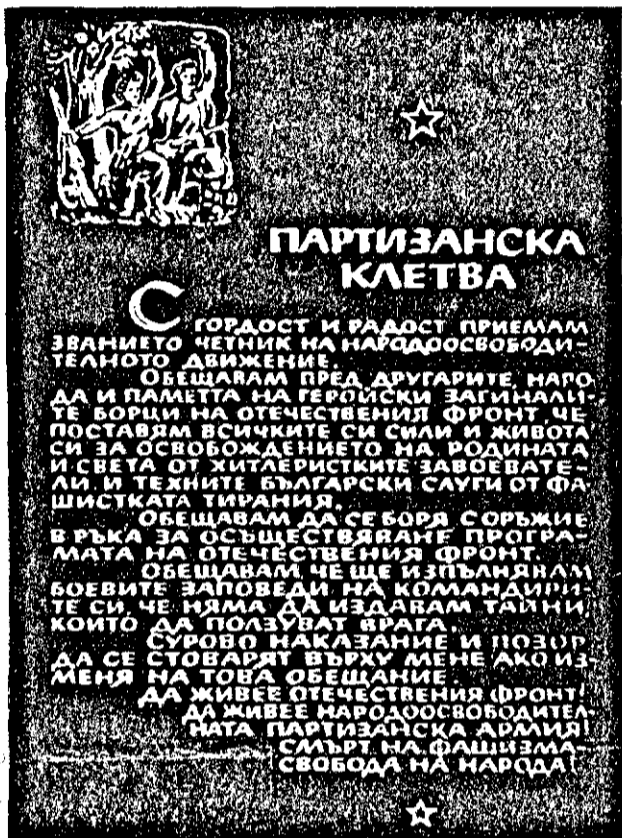 ПАРТИЗАНСКА
КЛЕТВА
С ГОРДОСТ И РАДОСТ ПРИЕМАМ
ЗВАНИЕТО ЧЕТНИК НА НАРОДООСВОБОДИ-
ТЕЛНОТО ДВИЖЕНИЕ.
ОБЕЩАВАМ ПРЕД ДРУГАРИТЕ, НАРО
ДА И ПАМЕТТА НА ГЕРОЙСКИ ЗАГИНАЛИ-
ТЕ БОРЦИ НА ОТЕЧЕСТВЕНИЯ ФРОНТ, ЧЕ
ПОСТАВЯМ ВСИЧКИТЕ СИ СИЛИ И ЖИВОТА
СИ ЗА ОСВОБОЖДЕНИЕТО НА РОДИНАТА
И СВЕТА ОТ ХИТЛЕРИСТКИТЕ ЗАВОЕВАТЕ-
ЛИ И ТЕХНИТЕ БЪЛГАРСКИ СЛУГИ ОТ ФА-
ШИСТКАТА ТИРАНИЯ.
ОБЕЩАВАМ ДА СЕ БОРЯ С ОРЪЖИЕ
В РЪКА ЗА ОСЪЩЕСТВЯВАНЕ ПРОГРА-
МАТА НА ОТЕЧЕСТВЕНИЯ ФРОНТ.
ОБЕЩАВАМ, ЧЕ ЩЕ ИЗПЪЛНЯВАМ
БОЕВИТЕ ЗАПОВЕДИ НА КОМАНДИРИ-
ТЕ СИ, ЧЕ НЯМА ДА ИЗДАВАМ ТАЙНИ,
КОИТО ДА ПОЛЗУВАТ ВРАГА.
СУРОВО НАКАЗАНИЕ И ПОЗОР
ДА СЕ СТОВАРЯТ ВЪРХУ МЕНЕ АКО ИЗ-
МЕНЯ НА ТОВА ОБЕЩАНИЕ.
ДА ЖИВЕЕ ОТЕЧЕСТВЕНИЯ ФРОНТ!
ДА ЖИВЕЕ НАРОДООСВОБОДИТЕЛ
НАТА ПАРТИЗАНСКА АРМИЯ!
СМЪРТ НА ФАШИЗМА-
СВОБОДА НА НАРОДА!